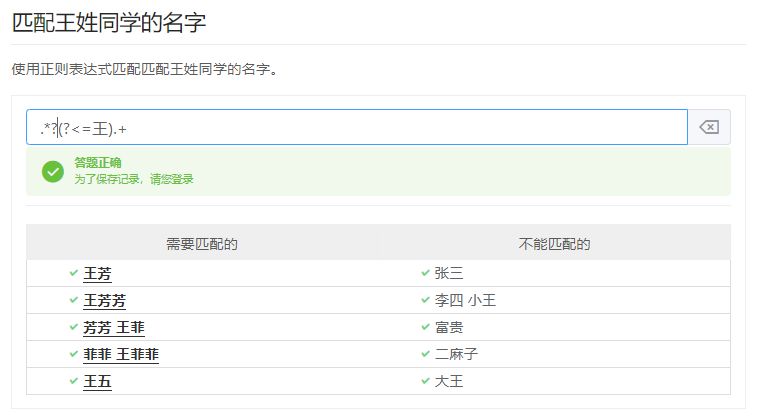 匹配王姓同学的名字
使用正则表达式匹配匹配王姓同学的名字。
.*?(?<=王).+
答题正确
为了保存记录，请您登录
需要匹配的 不能匹配的
王芳 张三
王芳芳 李四 小王
芳芳 王菲 富贵
菲菲 王菲菲 二麻子
王五 大王